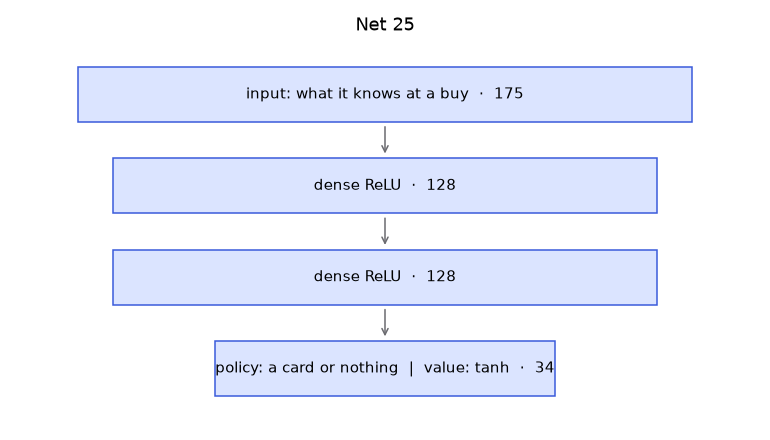 Net 25
input: what it knows at a buy · 175
dense ReLU · 128
dense ReLU · 128
policy: a card or nothing | value: tanh · 34